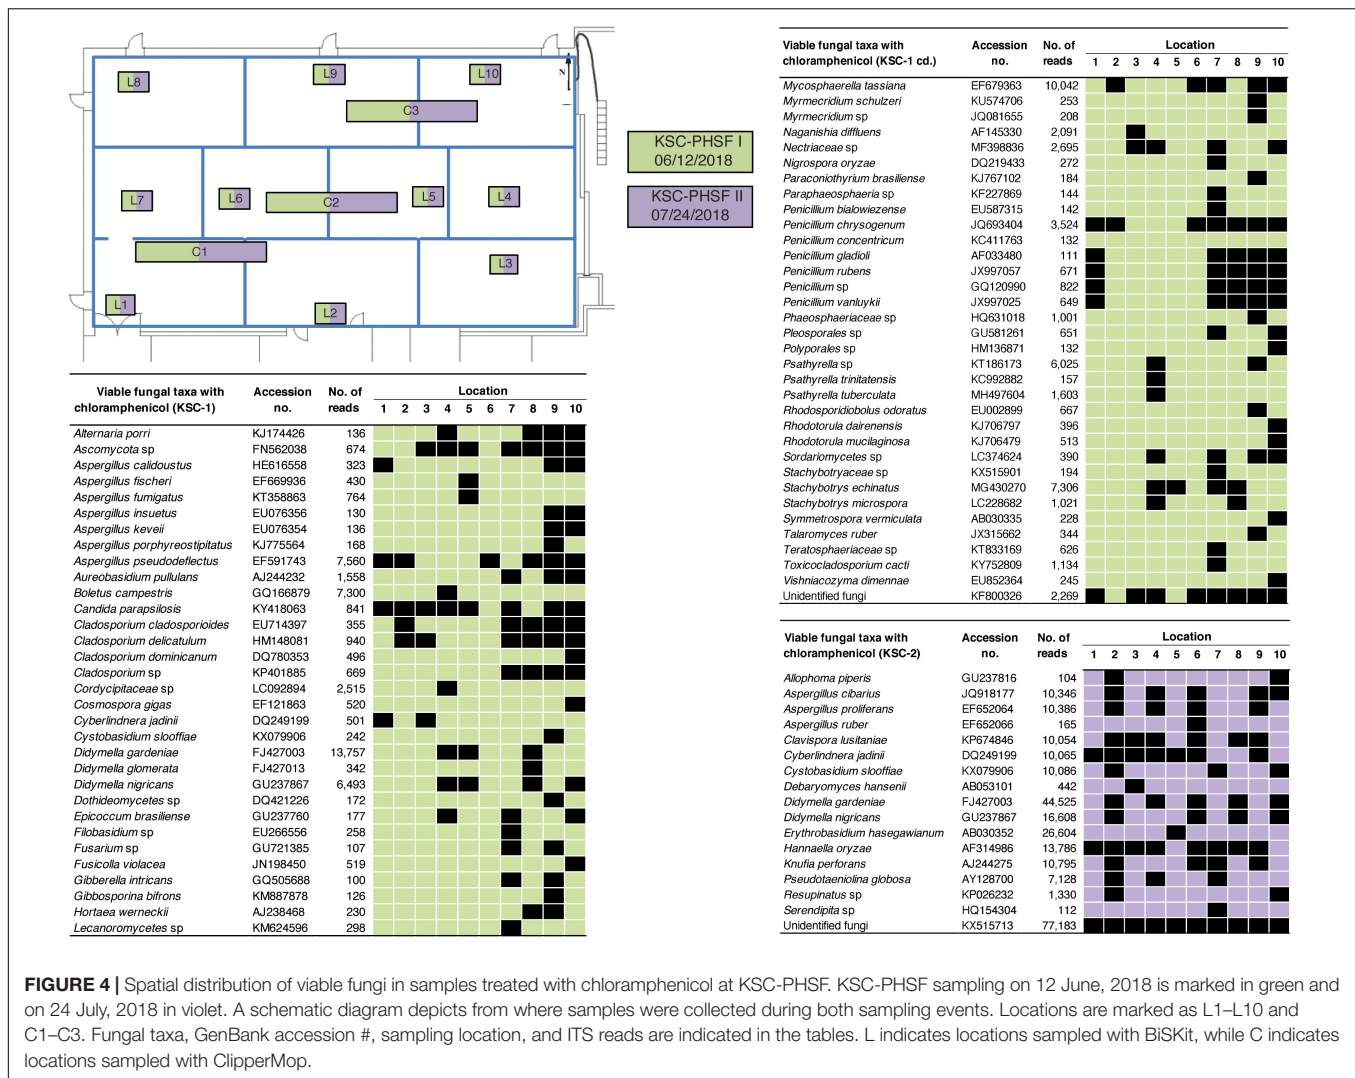 L8
L9
L10
N
C3
KSC-PHSF I
06/12/2018
L7
L6
C2
L5
L4
KSC-PHSF II
07/24/2018
C1
L3
L1
L2
Viable fungal taxa with chloramphenicol (KSC-1) Accession no. No. of reads Location
1 2 3 4 5 6 7 8 9 10
Alternaria porri KJ174426 136
Ascomycota sp FN562038 674
Aspergillus calidoustus HE616558 323
Aspergillus fischeri EF669936 430
Aspergillus fumigatus KT358863 764
Aspergillus insuetus EU076356 130
Aspergillus keveii EU076354 136
Aspergillus porphyreostipitatus KJ775564 168
Aspergillus pseudodeflectus EF591743 7,560
Aureobasidium pullulans AJ244232 1,558
Boletus campestris GQ166879 7,300
Candida parapsilosis KY418063 841
Cladosporium cladosporioides EU714397 355
Cladosporium delicatulum HM148081 940
Cladosporium dominicanum DQ780353 496
Cladosporium sp KP401885 669
Cordycipitaceae sp LC092894 2,515
Cosmospora gigas EF121863 520
Cyberlindnera jadinii DQ249199 501
Cystobasidium slooffiae KX079906 242
Didymella gardeniae FJ427003 13,757
Didymella glomerata FJ427013 342
Didymella nigricans GU237867 6,493
Dothideomycetes sp DQ421226 172
Epicoccum brasiliense GU237760 177
Filobasidium sp EU266556 258
Fusarium sp GU721385 107
Fusicolla violacea JN198450 519
Gibberella intricans GQ505688 100
Gibbosporina bifrons KM887878 126
Hortaea werneckii AJ238468 230
Lecanoromycetes sp KM624596 298
Viable fungal taxa with chloramphenicol (KSC-1 cd.) Accession no. No. of reads Location
1 2 3 4 5 6 7 8 9 10
Mycosphaerella tassiana EF679363 10,042
Myrmecridium schulzeri KU574706 253
Myrmecridium sp JQ081655 208
Naganishia diffluens AF145330 2,091
Nectriaceae sp MF398836 2,695
Nigrospora oryzae DQ219433 272
Paraconiothyrium brasiliense KJ767102 184
Paraphaeosphaeria sp KF227869 144
Penicillium bialowiezense EU587315 142
Penicillium chrysogenum JQ693404 3,524
Penicillium concentricum KC411763 132
Penicillium gladioli AF033480 111
Penicillium rubens JX997057 671
Penicillium sp GQ120990 822
Penicillium vanluykii JX997025 649
Phaeosphaeriaceae sp HQ631018 1,001
Pleosporales sp GU581261 651
Polyporales sp HM136871 132
Psathyrella sp KT186173 6,025
Psathyrella trinitatensis KC992882 157
Psathyrella tuberculata MH497604 1,603
Rhodosporidiobolus odoratus EU002899 667
Rhodotorula dairenensis KJ706797 396
Rhodotorula mucilaginosa KJ706479 513
Sordariomycetes sp LC374624 390
Stachybotryaceae sp KX515901 194
Stachybotrys echinatus MG430270 7,306
Stachybotrys microspora LC228682 1,021
Symmetrospora vermiculata AB030335 228
Talaromyces ruber JX315662 344
Teratosphaeriaceae sp KT833169 626
Toxicocladosporium cacti KY752809 1,134
Vishniacozyma dimennae EU852364 245
Unidentified fungi KF800326 2,269
Viable fungal taxa with chloramphenicol (KSC-2) Accession no. No. of reads Location
1 2 3 4 5 6 7 8 9 10
Allophoma piperis GU237816 104
Aspergillus cibarius JQ918177 10,346
Aspergillus proliferans EF652064 10,386
Aspergillus ruber EF652066 165
Clavispora lusitaniae KP674846 10,054
Cyberlindnera jadinii DQ249199 10,065
Cystobasidium slooffiae KX079906 10,086
Debaryomyces hansenii AB053101 442
Didymella gardeniae FJ427003 44,525
Didymella nigricans GU237867 16,608
Erythrobasidium hasegawianum AB030352 26,604
Hannaella oryzae AF314986 13,786
Knufia perforans AJ244275 10,795
Pseudotaeniolina globosa AY128700 7,128
Resupinatus sp KP026232 1,330
Serendipita sp HQ154304 112
Unidentified fungi KX515713 77,183
FIGURE 4 | Spatial distribution of viable fungi in samples treated with chloramphenicol at KSC-PHSF. KSC-PHSF sampling on 12 June, 2018 is marked in green and
on 24 July, 2018 in violet. A schematic diagram depicts from where samples were collected during both sampling events. Locations are marked as L1–L10 and
C1–C3. Fungal taxa, GenBank accession #, sampling location, and ITS reads are indicated in the tables. L indicates locations sampled with BiSKit, while C indicates
locations sampled with ClipperMop.